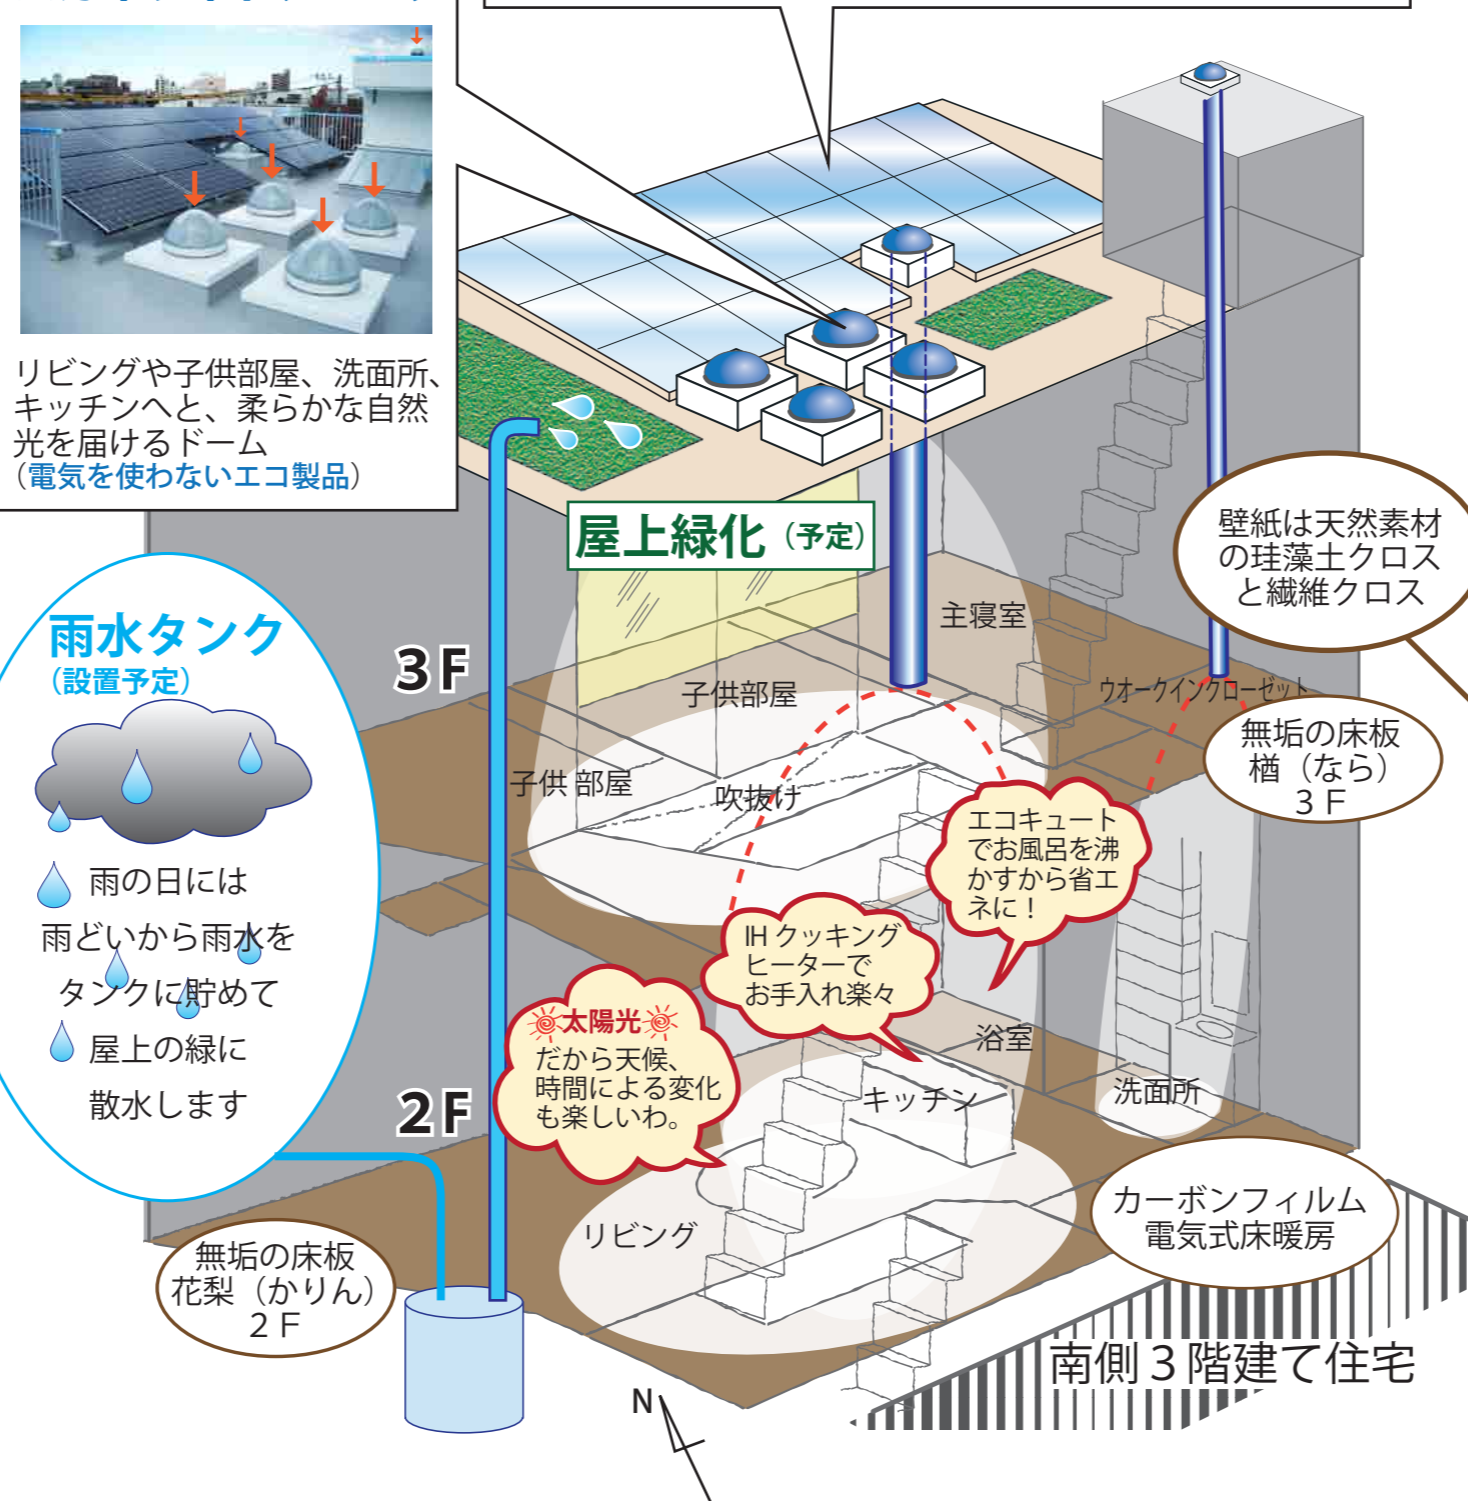 リビングや子供部屋、洗面所、
キッチンへと、柔らかな自然
光を届けるドーム
（電気を使わないエコ製品）
屋上緑化（予定）
壁紙は天然素材
の珪藻土クロス
と繊維クロス
雨水タンク
（設置予定）
雨の日には
雨どいから雨水を
タンクに貯めて
屋上の緑に
散水します
3F
主寝室
子供部屋
ウオークインクローゼット
無垢の床板
楢（なら）
３Ｆ
子供 部屋
吹抜け
エコキュート
でお風呂を沸
かすから省エ
ネに！
IH クッキング
ヒーターで
お手入れ楽々
太陽光
だから天候、
時間による変化
も楽しいわ。
浴室
キッチン
洗面所
2F
リビング
カーボンフィルム
電気式床暖房
無垢の床板
花梨（かりん）
２Ｆ
南側３階建て住宅
N